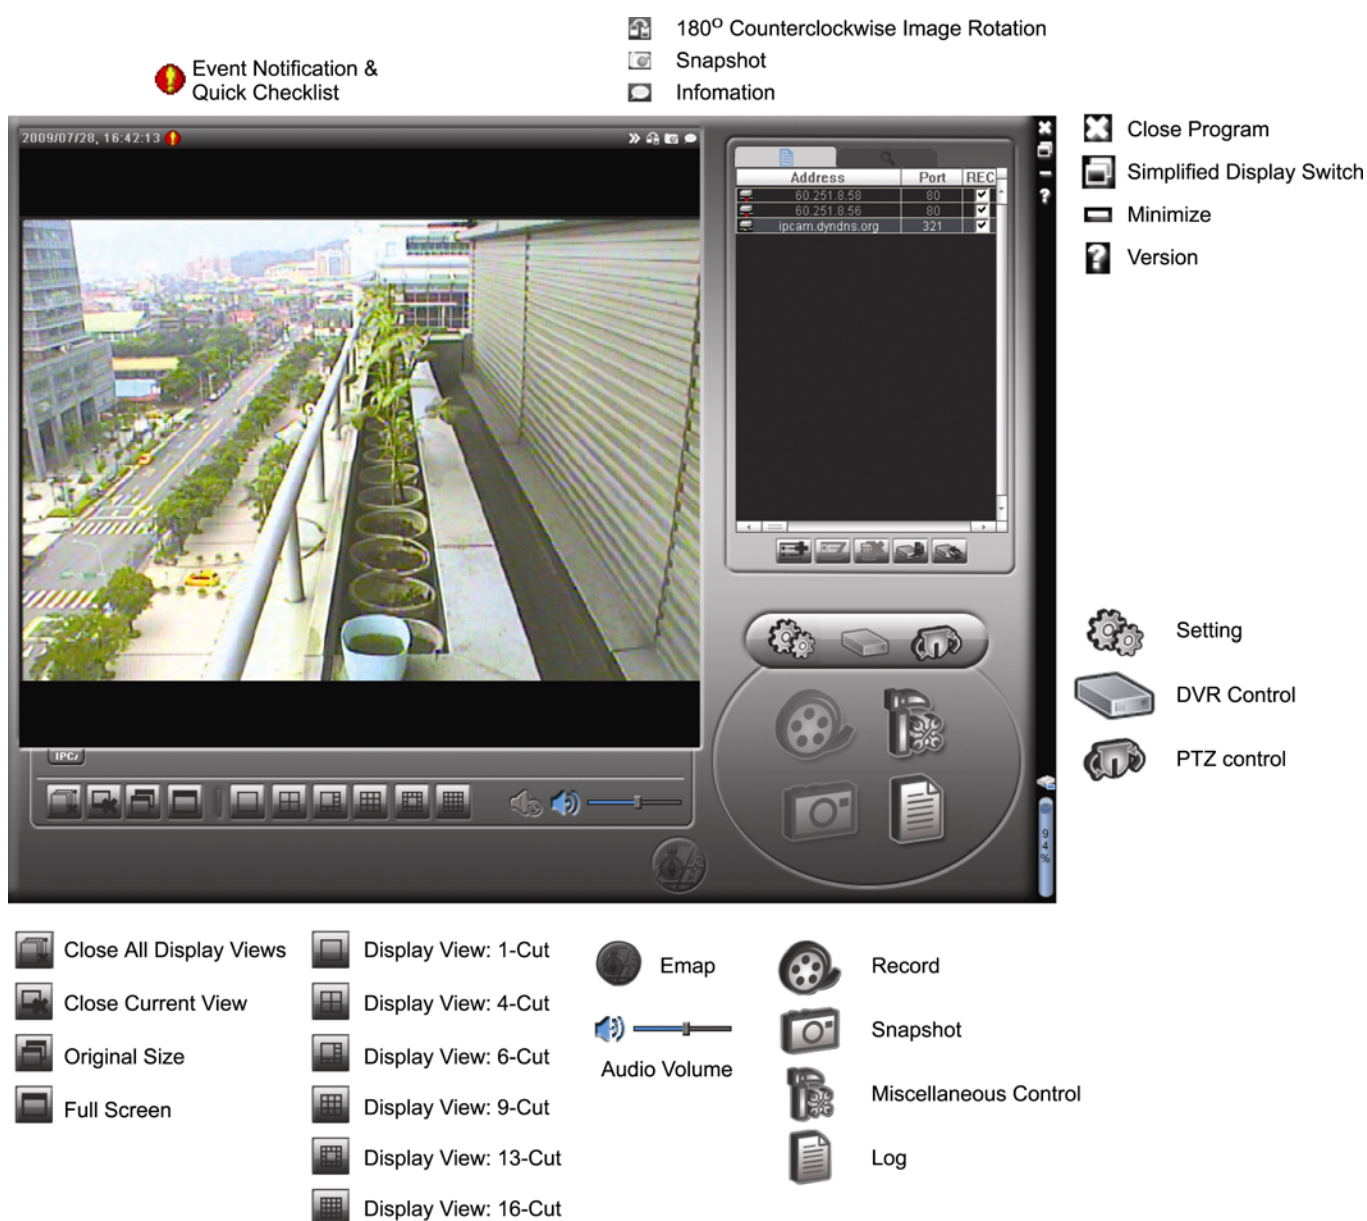 180º Counterclockwise Image Rotation
Snapshot
Infomation
Event Notification &
Quick Checklist
2009/07/28, 16:42:13
Address Port REC
60.251.8.58 80
60.251.8.56 80
ipcam.dyndns.org 321
Close Program
Simplified Display Switch
Minimize
? Version
?
Setting
DVR Control
PTZ control
94%
Close All Display Views
Close Current View
Original Size
Full Screen
Display View: 1-Cut
Display View: 4-Cut
Display View: 6-Cut
Display View: 9-Cut
Display View: 13-Cut
Display View: 16-Cut
Emap
Audio Volume
Record
Snapshot
Miscellaneous Control
Log